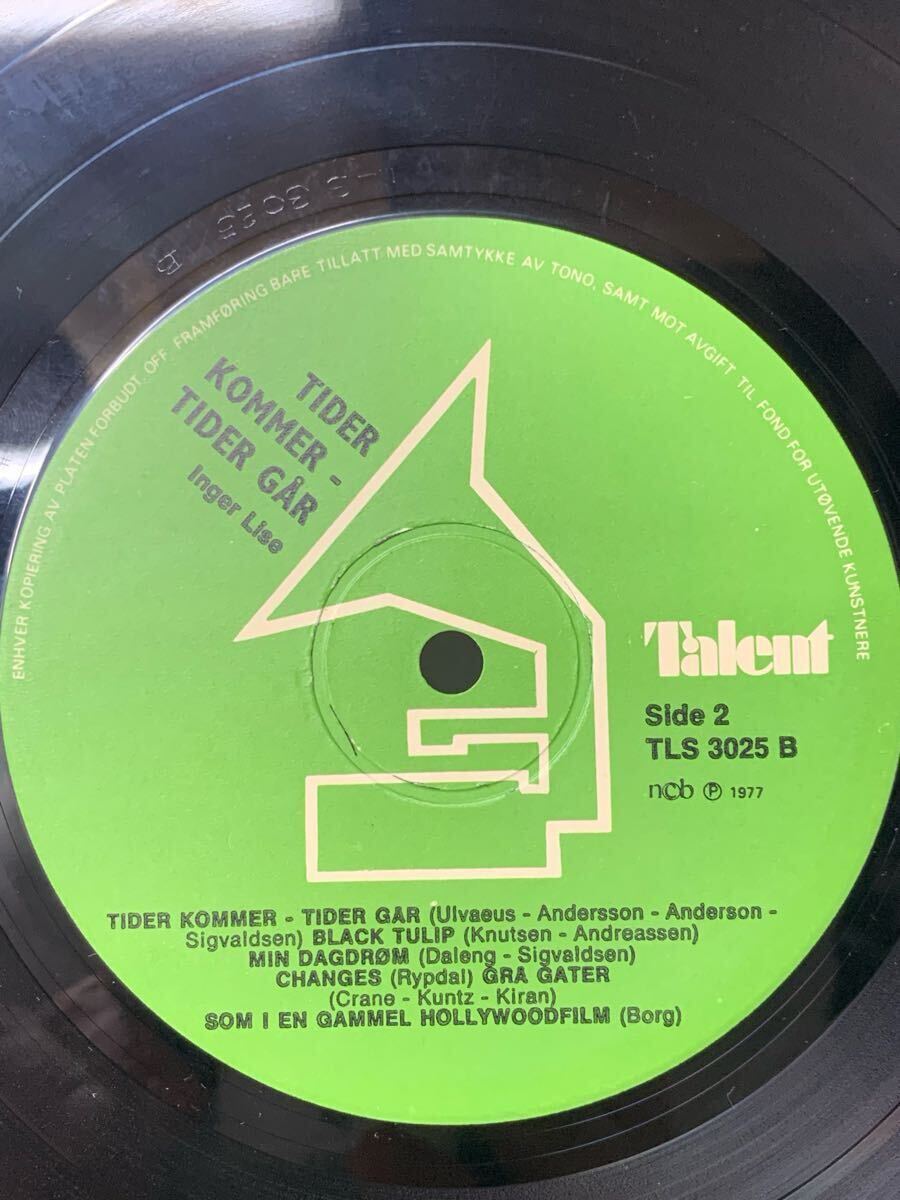 TLS 3025 B
ENHVER KOPIERING AV PLATEN FORBUDT OFF. FRAMFØRING BARE TILLATT MED SAMTYKKE AV TONO, SAMT MOT AVGIFT TIL FOND FOR UTØVENDE KUNSTNERE
TIDER
KOMMER -
TIDER GÅR
Inger Lise
Talent
Side 2
TLS 3025 B
ncb ℗ 1977
TIDER KOMMER - TIDER GAR (Ulvaeus - Andersson - Anderson -
Sigvaldsen) BLACK TULIP (Knutsen - Andreassen)
MIN DAGDRØM (Daleng - Sigvaldsen)
CHANGES (Rypdal) GRA GATER
(Crane - Kuntz - Kiran)
SOM I EN GAMMEL HOLLYWOODFILM (Borg)